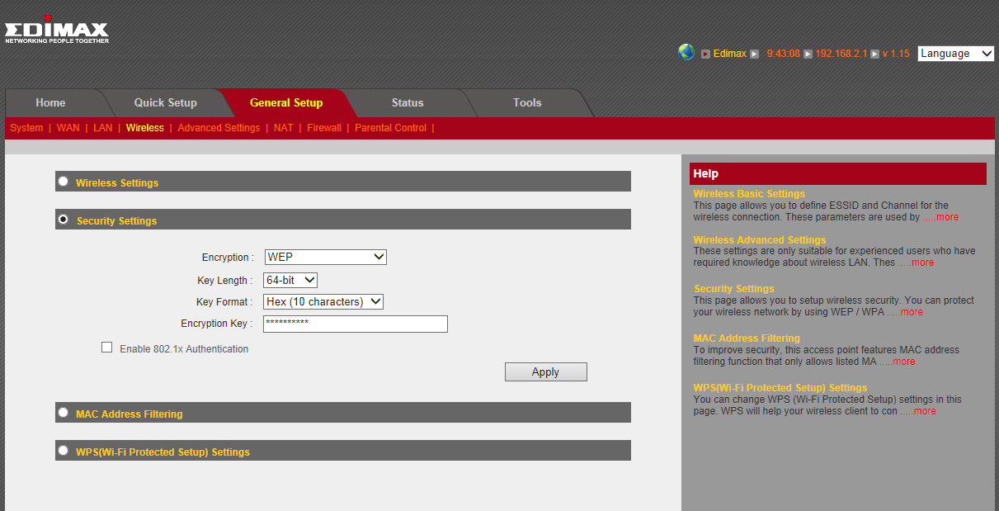 EDIMAX
NETWORKING PEOPLE TOGETHER
Edimax 9:43:08 192.168.2.1 v 1.15 Language
Home Quick Setup General Setup Status Tools
System | WAN | LAN | Wireless | Advanced Settings | NAT | Firewall | Parental Control |
Wireless Settings
Security Settings
Encryption : WEP
Key Length : 64-bit
Key Format : Hex (10 characters)
Encryption Key : **********
Enable 802.1x Authentication
Apply
MAC Address Filtering
WPS(Wi-Fi Protected Setup) Settings
Help
Wireless Basic Settings
This page allows you to define ESSID and Channel for the
wireless connection. These parameters are used by .....more
Wireless Advanced Settings
These settings are only suitable for experienced users who have
required knowledge about wireless LAN. Thes .....more
Security Settings
This page allows you to setup wireless security. You can protect
your wireless network by using WEP / WPA .....more
MAC Address Filtering
To improve security, this access point features MAC address
filtering function that only allows listed MA .....more
WPS(Wi-Fi Protected Setup) Settings
You can change WPS (Wi-Fi Protected Setup) settings in this
page. WPS will help your wireless client to con .....more